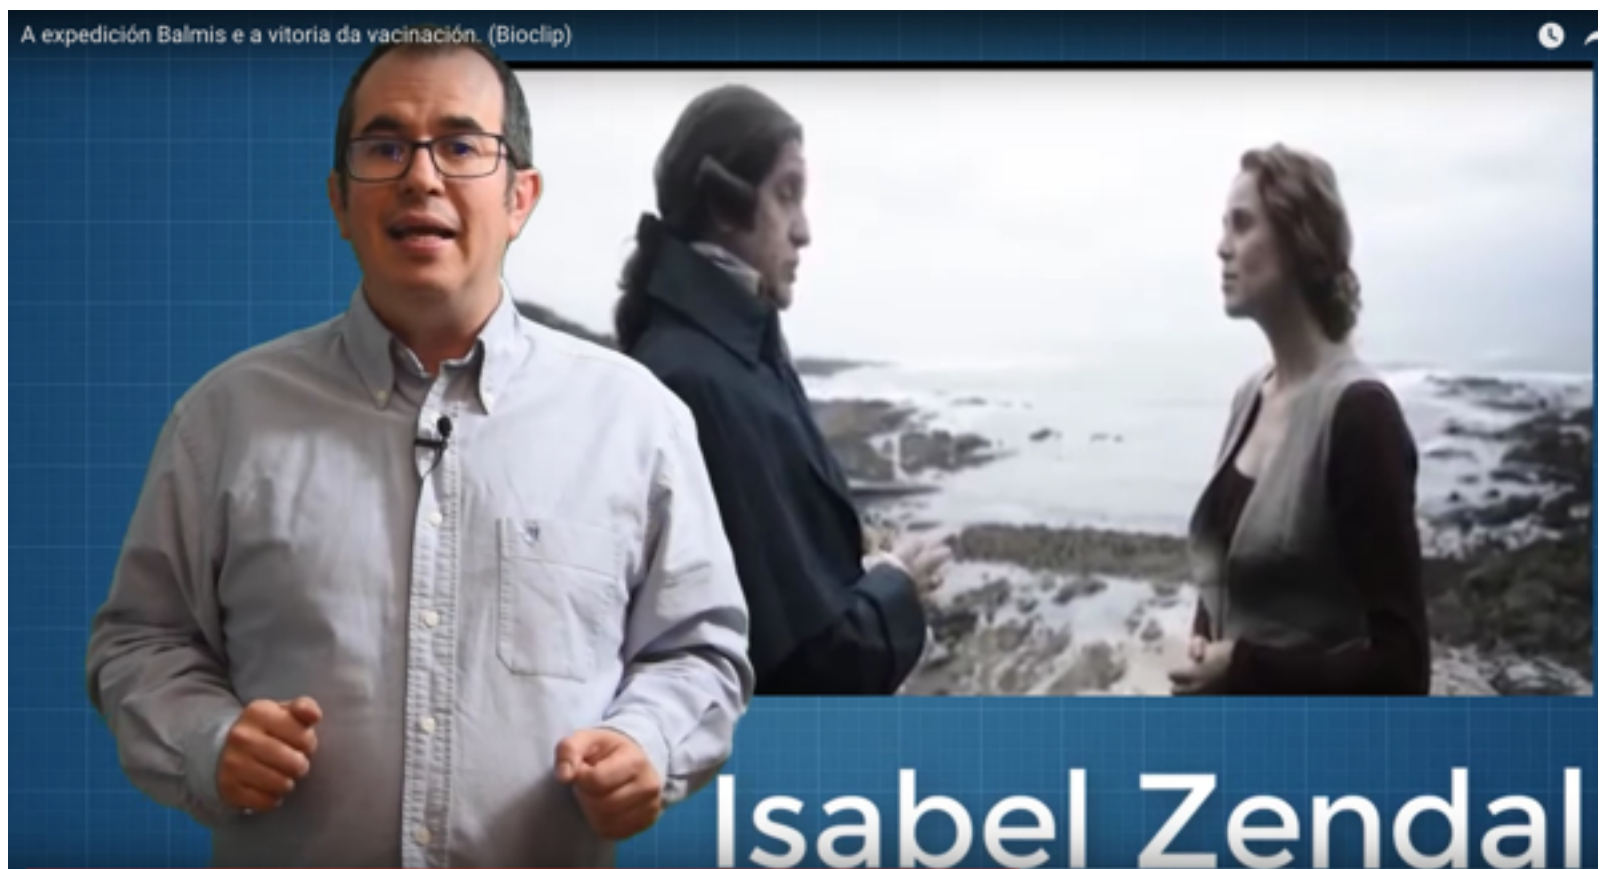 A expedición Balmis e a vitoria da vacinación. (Bioclip)
Isabel Zendal